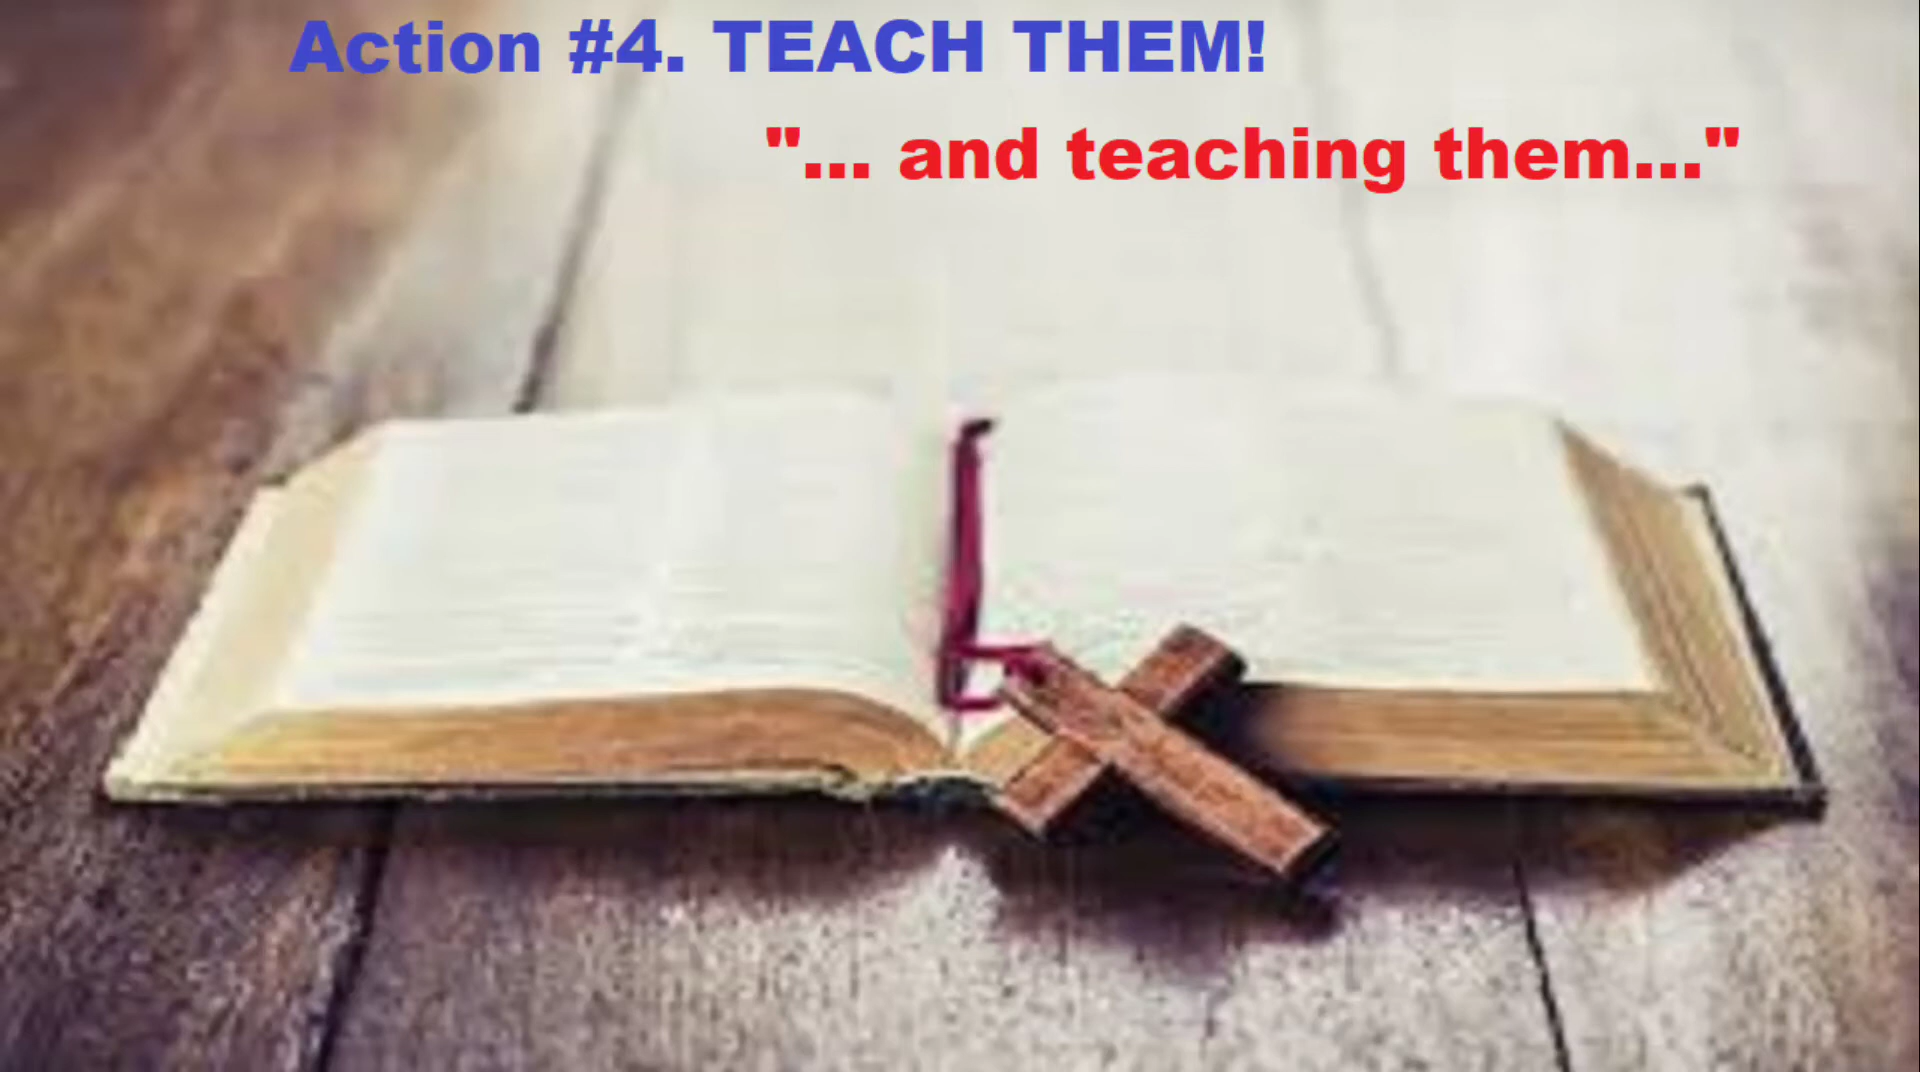 Action #4. TEACH THEM!
"... and teaching them..."